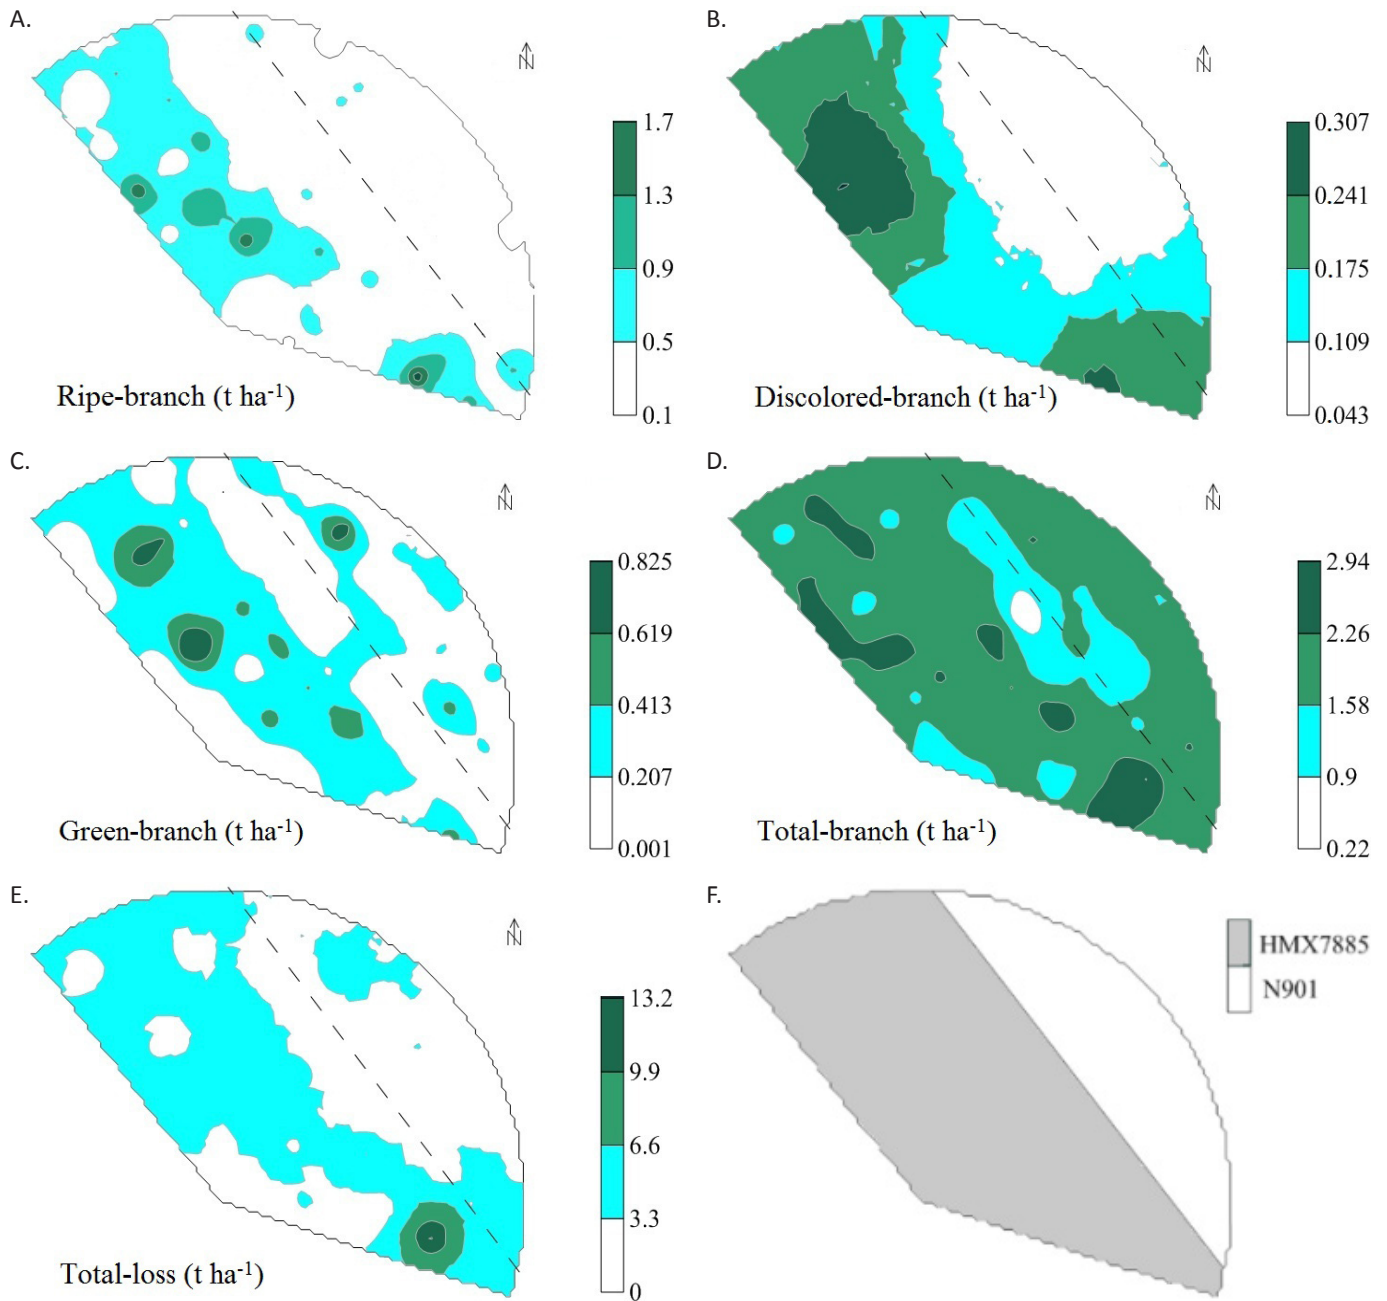 A.
N
1.7
1.3
0.9
0.5
0.1
Ripe-branch (t ha-1)
B.
N
0.307
0.241
0.175
0.109
0.043
Discolored-branch (t ha-1)
C.
N
0.825
0.619
0.413
0.207
0.001
Green-branch (t ha-1)
D.
N
2.94
2.26
1.58
0.9
0.22
Total-branch (t ha-1)
E.
N
13.2
9.9
6.6
3.3
0
Total-loss (t ha-1)
F.
HMX7885
N901